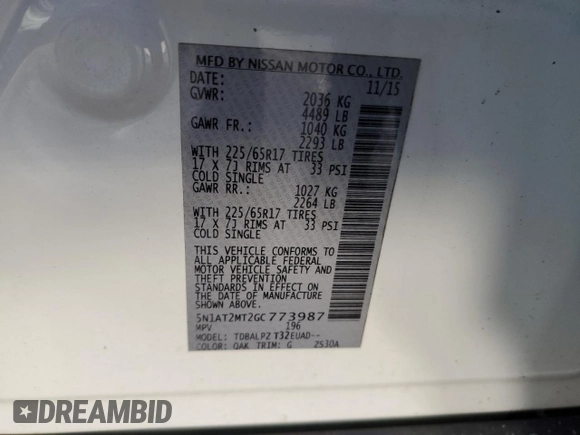 MFD BY NISSAN MOTOR CO., LTD.
DATE: 11/15
GVWR: 2036 KG
4489 LB
GAWR FR.: 1040 KG
2293 LB
WITH 225/65R17 TIRES
17 X 7J RIMS AT 33 PSI
COLD SINGLE
GAWR RR.: 1027 KG
2264 LB
WITH 225/65R17 TIRES
17 X 7J RIMS AT 33 PSI
COLD SINGLE
THIS VEHICLE CONFORMS TO
ALL APPLICABLE FEDERAL
MOTOR VEHICLE SAFETY AND
THEFT PREVENTION
STANDARDS IN EFFECT ON
THE DATE OF MANUFACTURE
SHOWN ABOVE.
5N1AT2MT2GC773987
MPV 196
MODEL: TDBALPZ T32EUAD--
COLOR: QAK TRIM: G 2530A
DREAMBID